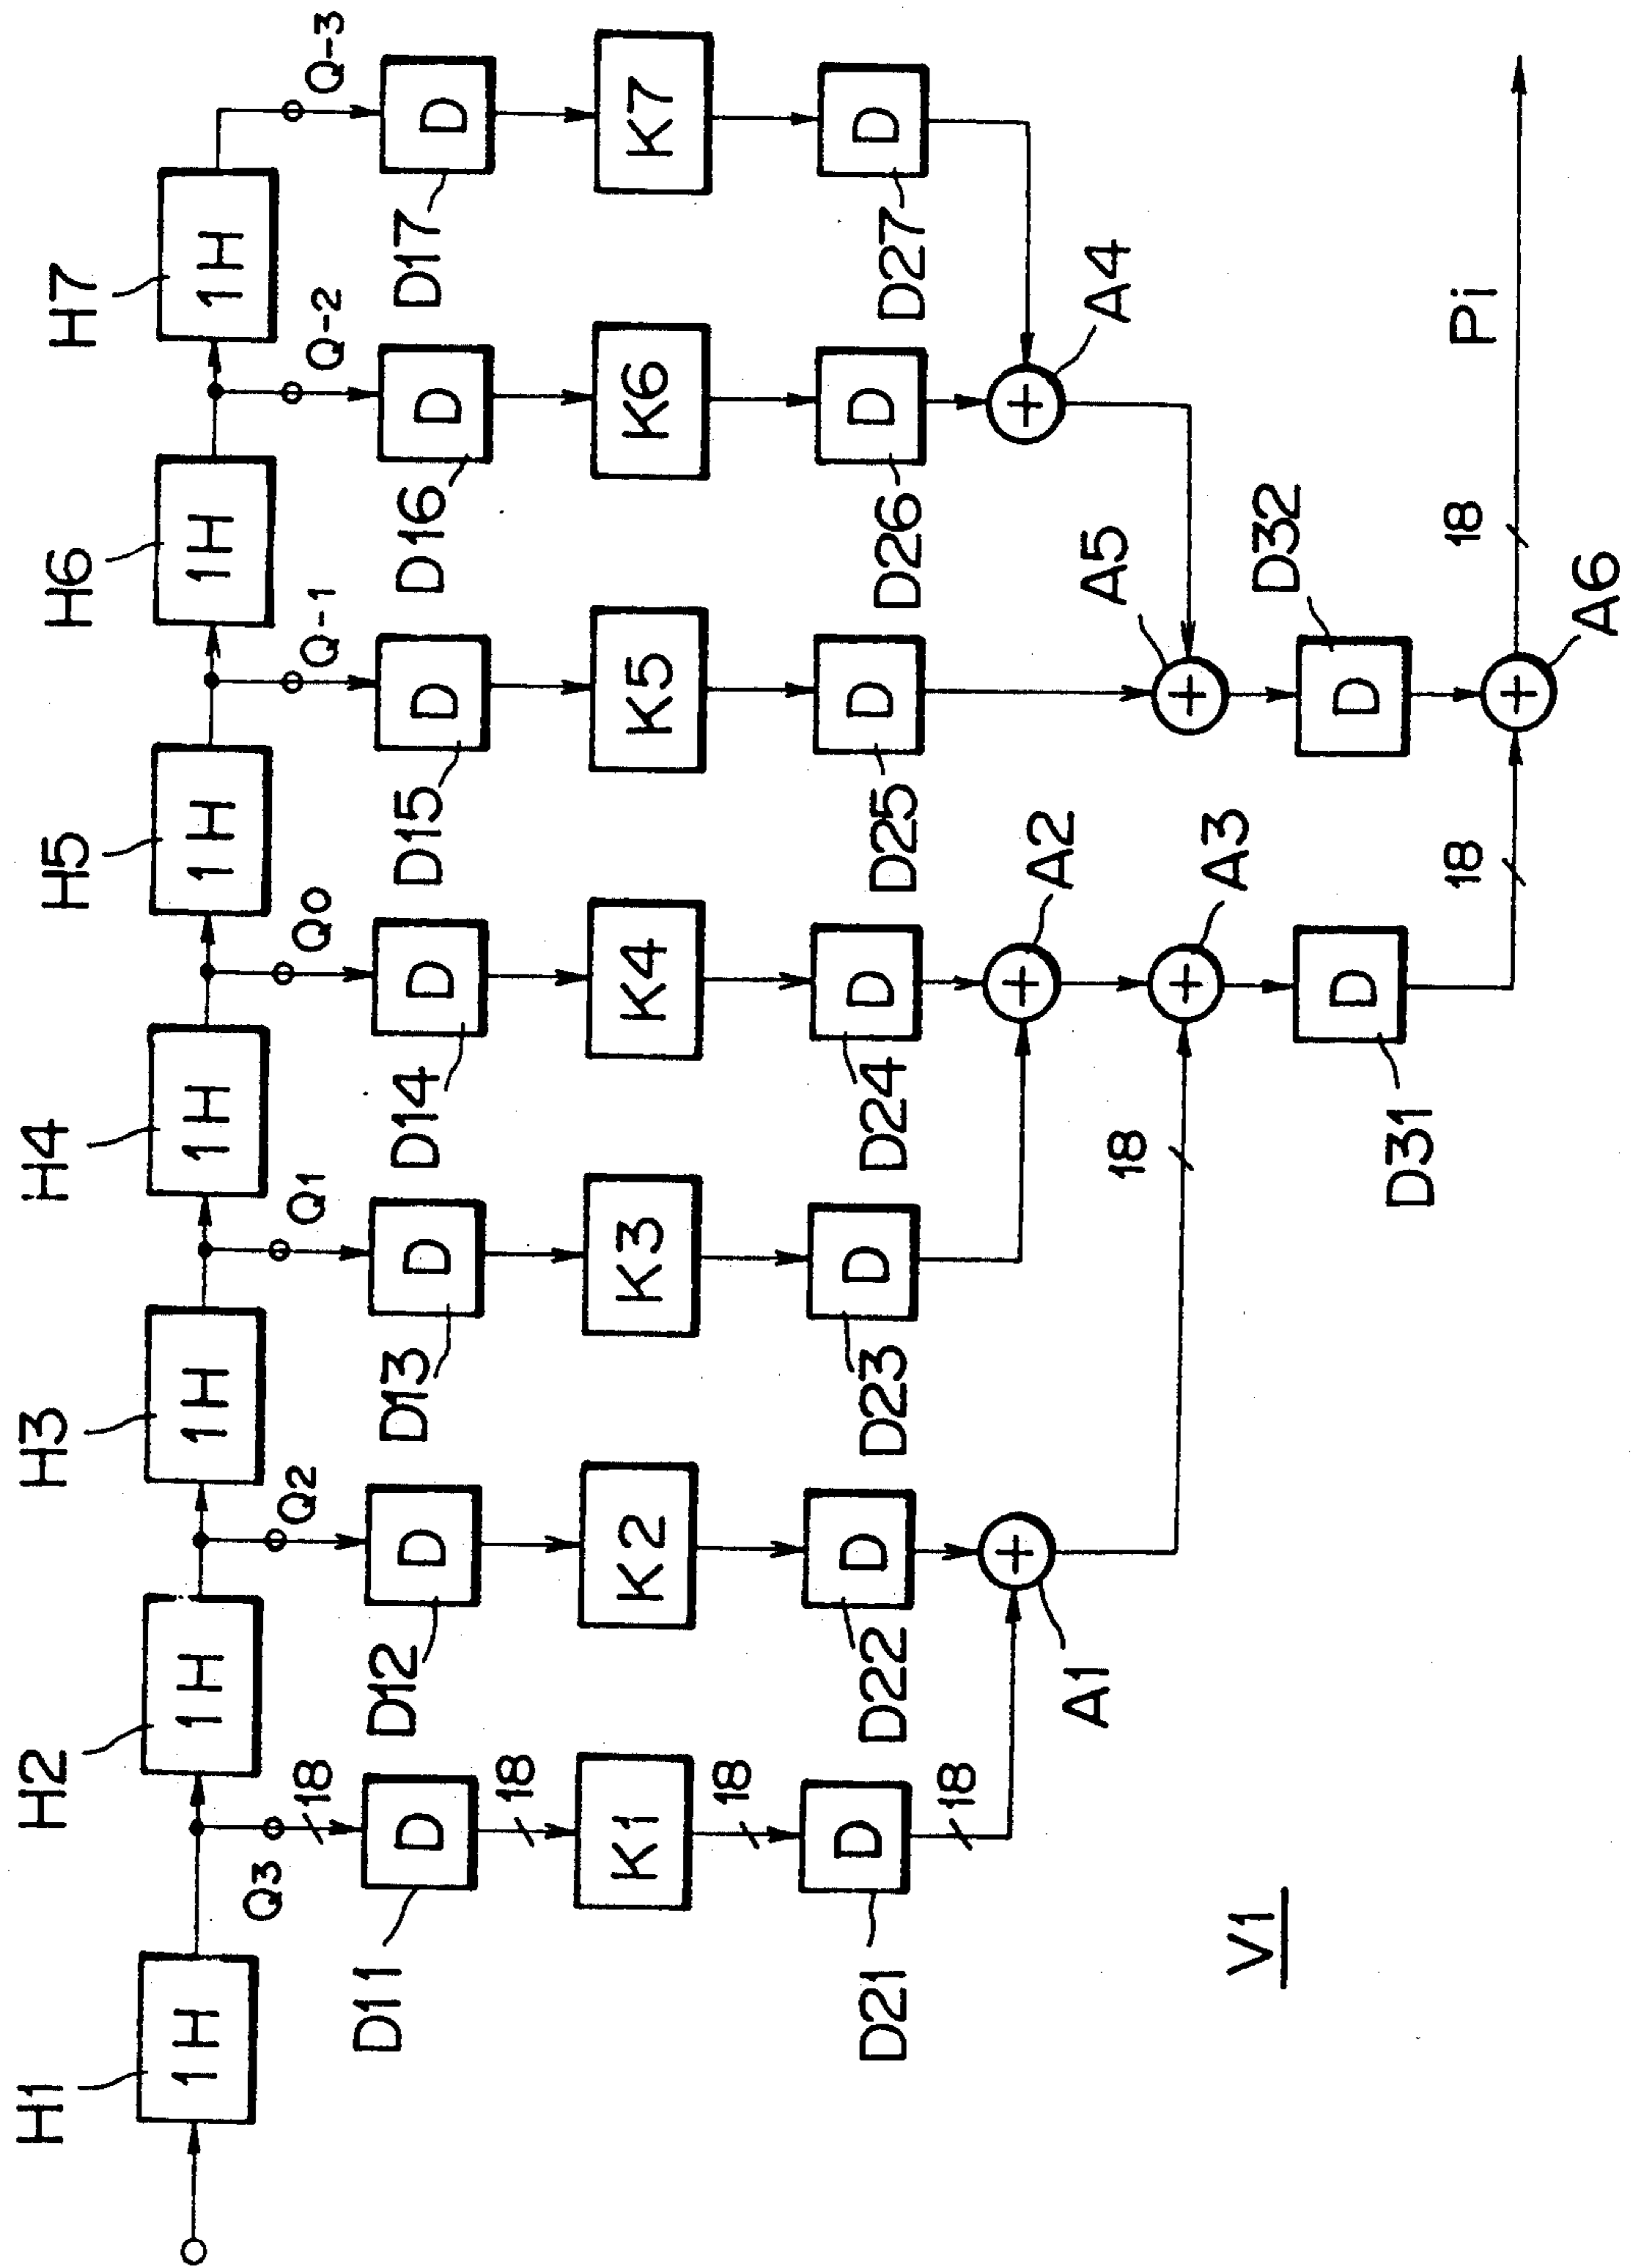 H1 H2 H3 H4 H5 H6 H7
1H 1H 1H 1H 1H 1H 1H
Q3 Q2 Q1 Q0 Q-1 Q-2 Q-3
18
D D D D D D D
D11 D12 D13 D14 D15 D16 D17
18
K1 K2 K3 K4 K5 K6 K7
18
D D D D D D D
D21 D22 D23 D24 D25 D26 D27
18
+ + +
A1 A2 A4
18
+ +
A3 A5
D D
D31 D32
18 + 18 Pi
A6
V1